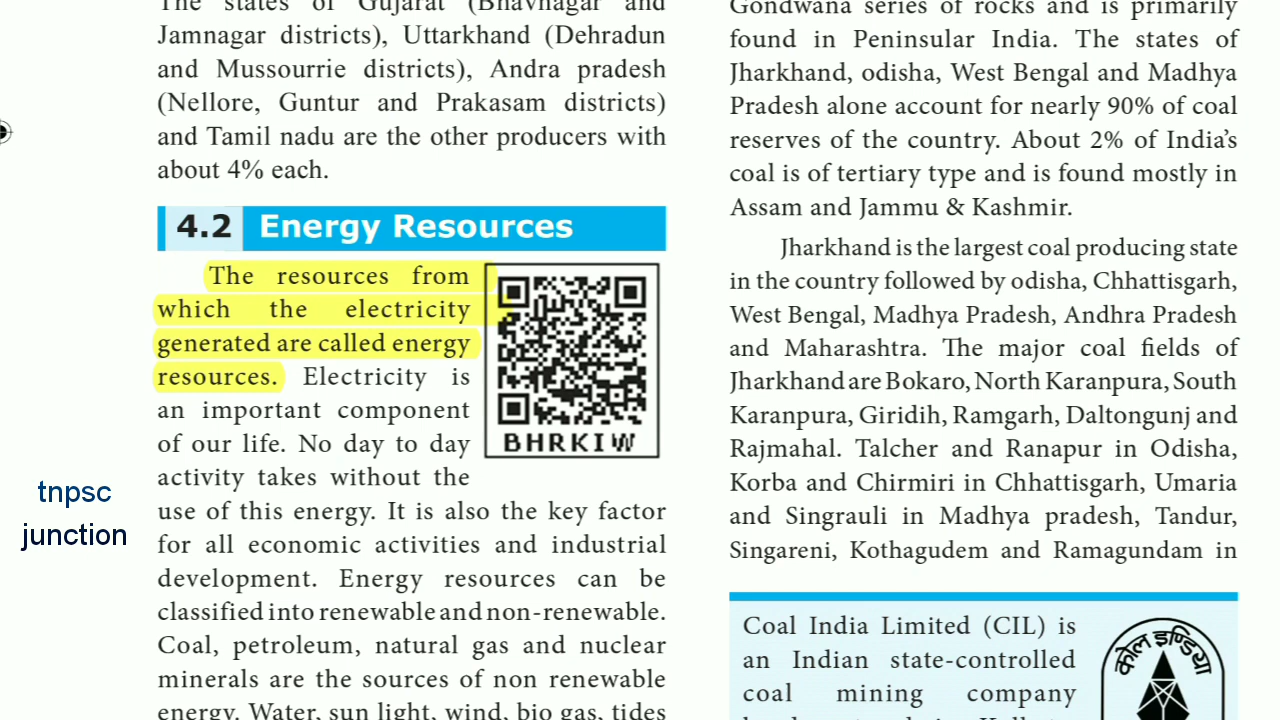 The states of Gujarat (Bhavnagar and
Jamnagar districts), Uttarkhand (Dehradun
and Mussourrie districts), Andra pradesh
(Nellore, Guntur and Prakasam districts)
and Tamil nadu are the other producers with
about 4% each.
4.2 Energy Resources
The resources from
which the electricity
generated are called energy
resources. Electricity is
an important component
of our life. No day to day
activity takes without the
use of this energy. It is also the key factor
for all economic activities and industrial
development. Energy resources can be
classified into renewable and non-renewable.
Coal, petroleum, natural gas and nuclear
minerals are the sources of non renewable
energy. Water, sun light, wind, bio gas, tides
BHRKIW
tnpsc
junction
Gondwana series of rocks and is primarily
found in Peninsular India. The states of
Jharkhand, odisha, West Bengal and Madhya
Pradesh alone account for nearly 90% of coal
reserves of the country. About 2% of India's
coal is of tertiary type and is found mostly in
Assam and Jammu & Kashmir.
Jharkhand is the largest coal producing state
in the country followed by odisha, Chhattisgarh,
West Bengal, Madhya Pradesh, Andhra Pradesh
and Maharashtra. The major coal fields of
Jharkhand are Bokaro, North Karanpura, South
Karanpura, Giridih, Ramgarh, Daltongunj and
Rajmahal. Talcher and Ranapur in Odisha,
Korba and Chirmiri in Chhattisgarh, Umaria
and Singrauli in Madhya pradesh, Tandur,
Singareni, Kothagudem and Ramagundam in
Coal India Limited (CIL) is
an Indian state-controlled
coal mining company
कोल इण्डिया